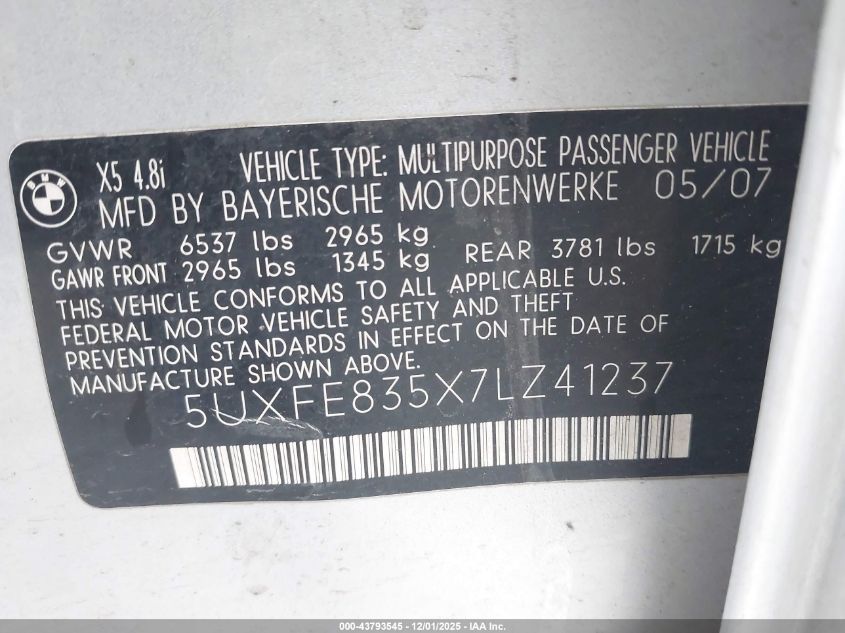 BMW
X5 4.8i VEHICLE TYPE: MULTIPURPOSE PASSENGER VEHICLE
MFD BY BAYERISCHE MOTORENWERKE 05/07
GVWR 6537 lbs 2965 kg
GAWR FRONT 2965 lbs 1345 kg REAR 3781 lbs 1715 kg
THIS VEHICLE CONFORMS TO ALL APPLICABLE U.S.
FEDERAL MOTOR VEHICLE SAFETY AND THEFT
PREVENTION STANDARDS IN EFFECT ON THE DATE OF
MANUFACTURE SHOWN ABOVE.
5UXFE835X7LZ41237
000-43793545 - 12/01/2025 - IAA Inc.